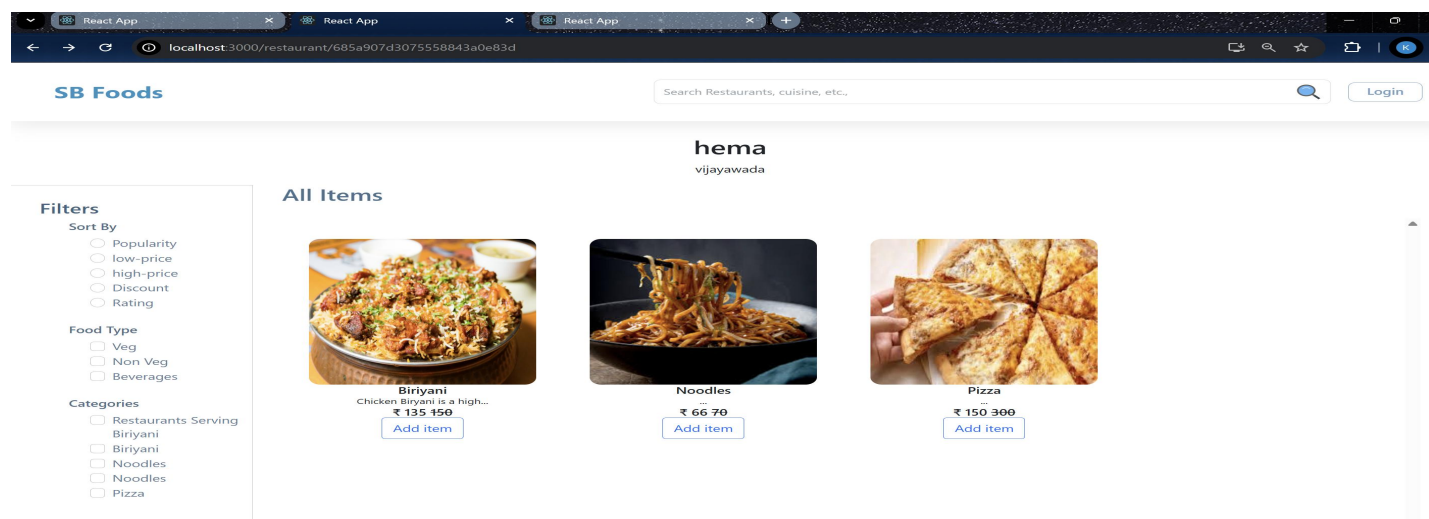 React App
React App
React App
localhost:3000/restaurant/685a907d3075558843a0e83d
K
SB Foods
Search Restaurants, cuisine, etc.,
Login
hema
vijayawada
Filters
Sort By
Popularity
low-price
high-price
Discount
Rating
Food Type
Veg
Non Veg
Beverages
Categories
Restaurants Serving
Biriyani
Biriyani
Noodles
Noodles
Pizza
All Items
Biriyani
Chicken Biryani is a high...
₹ 135 150
Add item
Noodles
...
₹ 66 70
Add item
Pizza
...
₹ 150 300
Add item